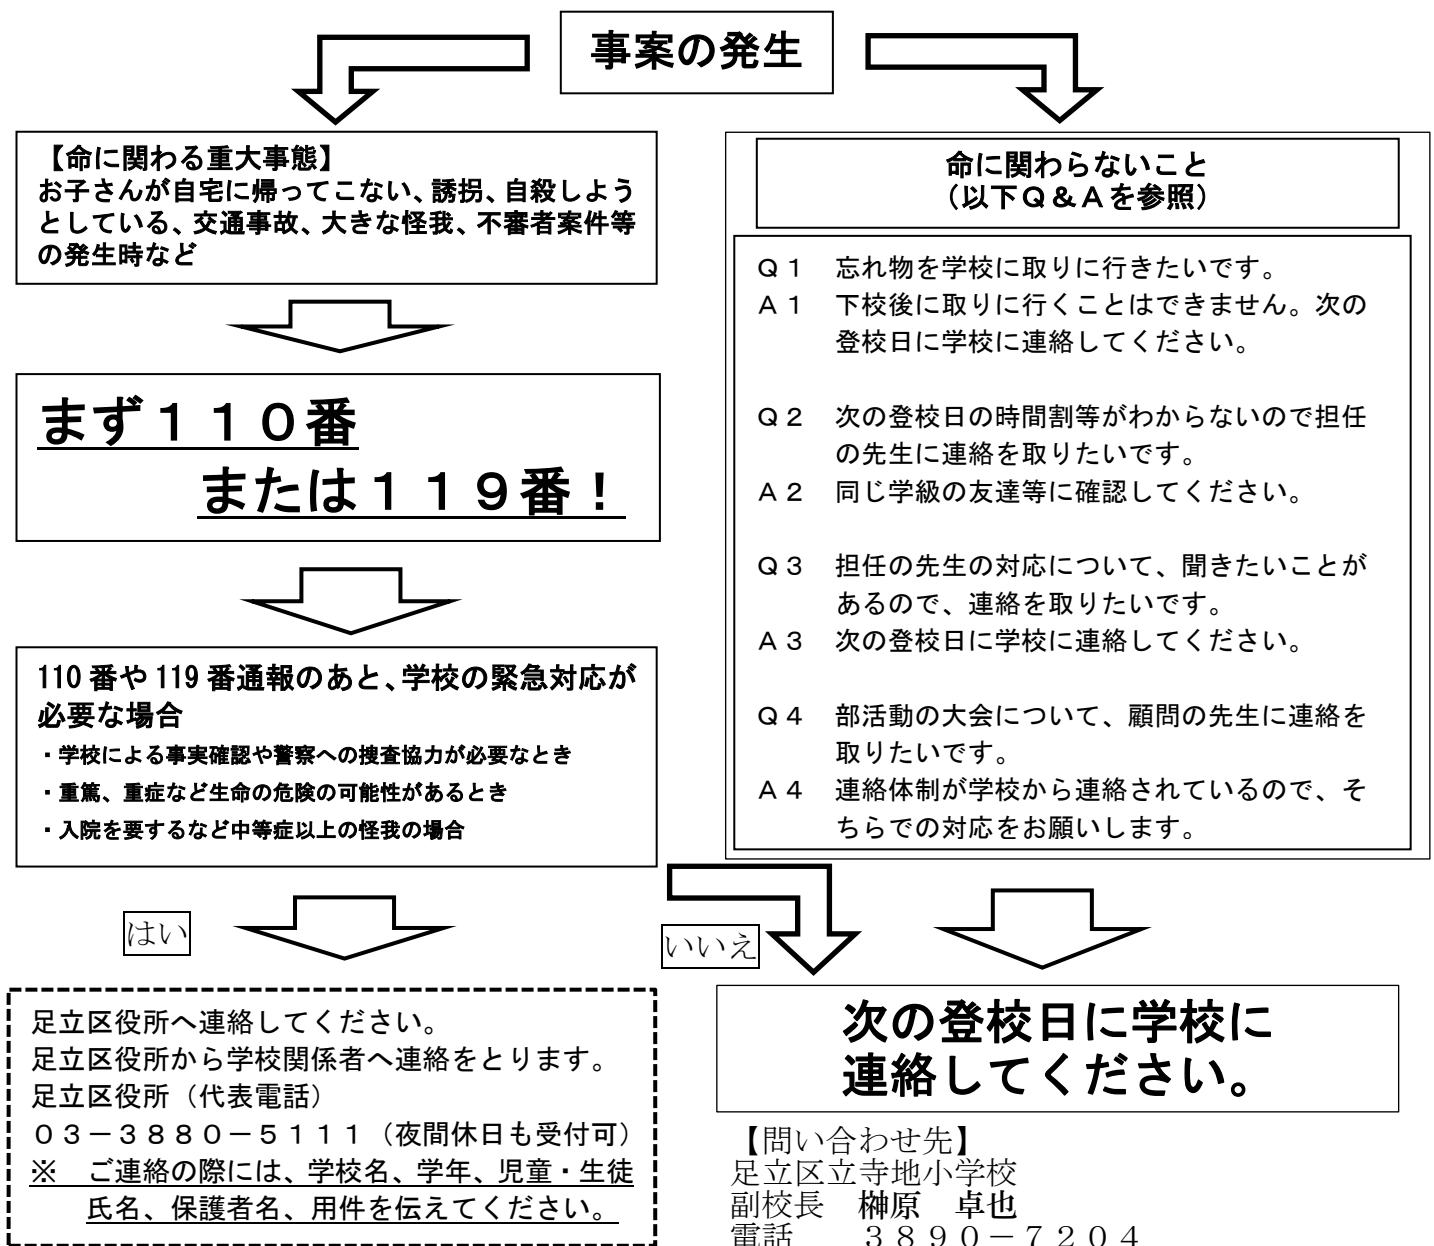 事案の発生
【命に関わる重大事態】
お子さんが自宅に帰ってこない、誘拐、自殺しよう
としている、交通事故、大きな怪我、不審者案件等
の発生時など
まず１１０番
または１１９番！
110番や119番通報のあと、学校の緊急対応が
必要な場合
・学校による事実確認や警察への捜査協力が必要なとき
・重篤、重症など生命の危険の可能性があるとき
・入院を要するなど中等症以上の怪我の場合
はい
いいえ
足立区役所へ連絡してください。
足立区役所から学校関係者へ連絡をとります。
足立区役所（代表電話）
０３－３８８０－５１１１（夜間休日も受付可）
※　ご連絡の際には、学校名、学年、児童・生徒
氏名、保護者名、用件を伝えてください。
命に関わらないこと
（以下Ｑ＆Ａを参照）
Ｑ１　忘れ物を学校に取りに行きたいです。
Ａ１　下校後に取りに行くことはできません。次の
登校日に学校に連絡してください。
Ｑ２　次の登校日の時間割等がわからないので担任
の先生に連絡を取りたいです。
Ａ２　同じ学級の友達等に確認してください。
Ｑ３　担任の先生の対応について、聞きたいことが
あるので、連絡を取りたいです。
Ａ３　次の登校日に学校に連絡してください。
Ｑ４　部活動の大会について、顧問の先生に連絡を
取りたいです。
Ａ４　連絡体制が学校から連絡されているので、そ
ちらでの対応をお願いします。
次の登校日に学校に
連絡してください。
【問い合わせ先】
足立区立寺地小学校
副校長　榊原　卓也
電話　　３８９０－７２０４